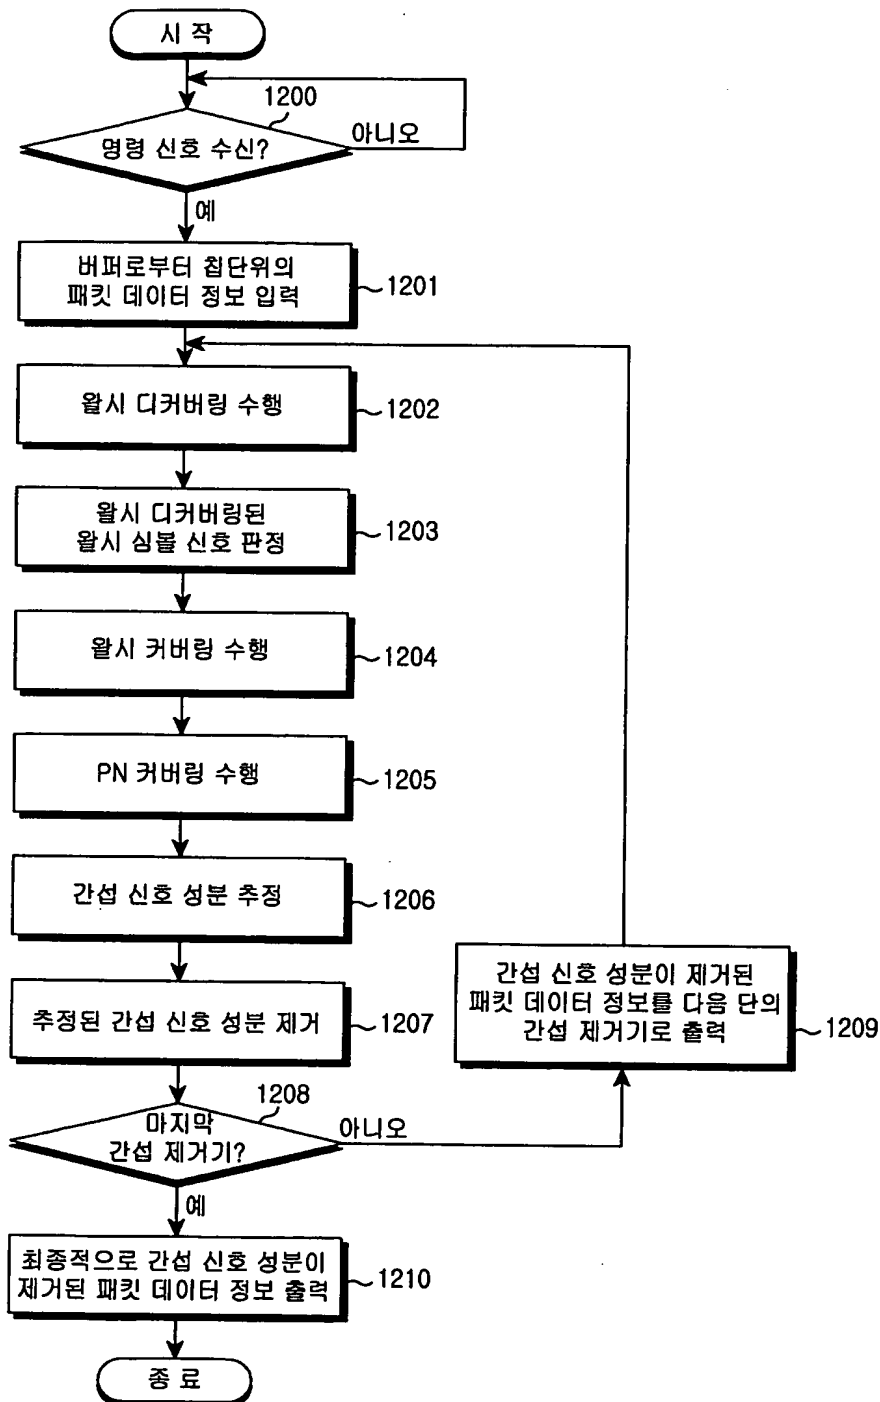 시 작
1200
명령 신호 수신?
아니오
예
버퍼로부터 칩단위의
패킷 데이터 정보 입력
1201
왈시 디커버링 수행
1202
왈시 디커버링된
왈시 심볼 신호 판정
1203
왈시 커버링 수행
1204
PN 커버링 수행
1205
간섭 신호 성분 추정
1206
추정된 간섭 신호 성분 제거
1207
간섭 신호 성분이 제거된
패킷 데이터 정보를 다음 단의
간섭 제거기로 출력
1209
1208
마지막
간섭 제거기?
아니오
예
최종적으로 간섭 신호 성분이
제거된 패킷 데이터 정보 출력
1210
종 료